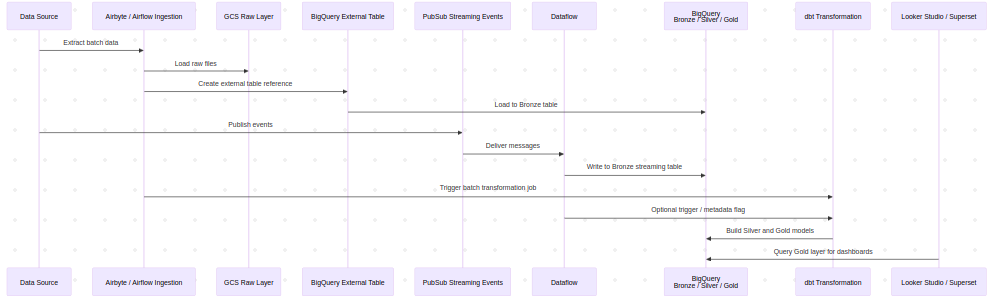 Data Source
Airbyte / Airflow Ingestion
GCS Raw Layer
BigQuery External Table
PubSub Streaming Events
Dataflow
BigQuery
Bronze / Silver / Gold
dbt Transformation
Looker Studio / Superset
Extract batch data
Load raw files
Create external table reference
Load to Bronze table
Publish events
Deliver messages
Write to Bronze streaming table
Trigger batch transformation job
Optional trigger / metadata flag
Build Silver and Gold models
Query Gold layer for dashboards
Data Source
Airbyte / Airflow Ingestion
GCS Raw Layer
BigQuery External Table
PubSub Streaming Events
Dataflow
BigQuery
Bronze / Silver / Gold
dbt Transformation
Looker Studio / Superset